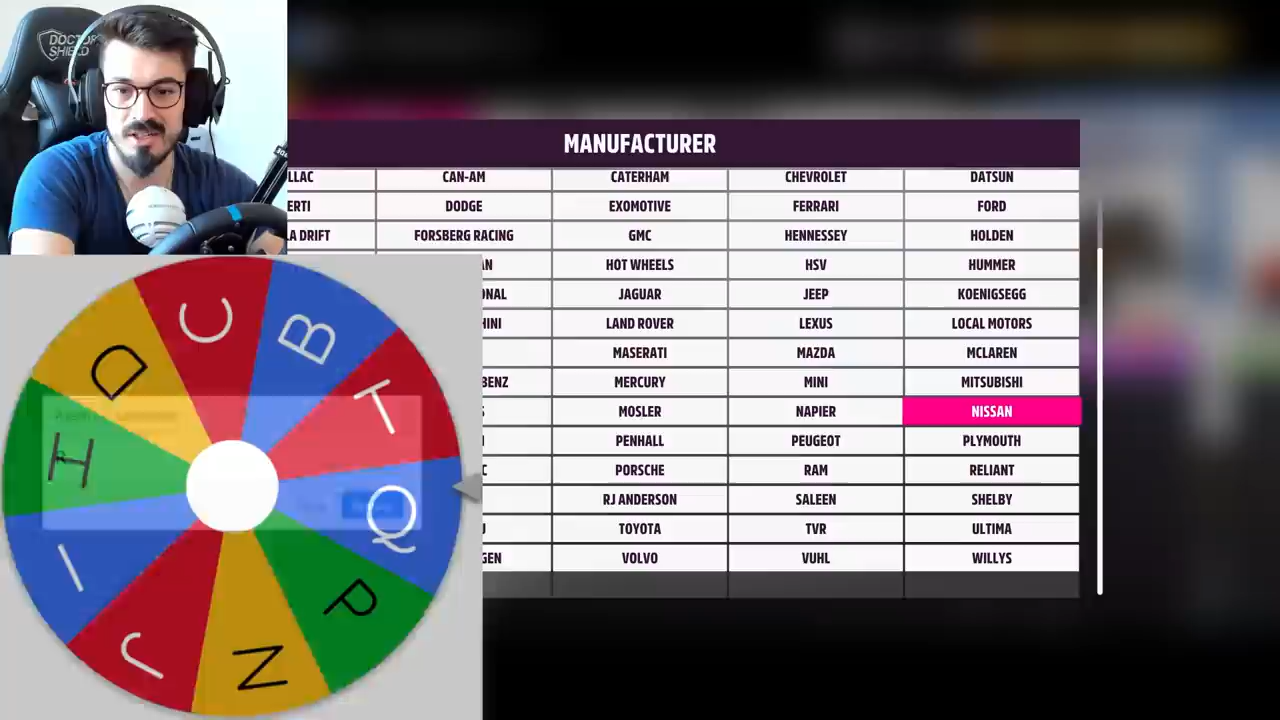 DOCTOR
SHIELD
MANUFACTURER
LLAC CAN-AM CATERHAM CHEVROLET DATSUN
ERTI DODGE EXOMOTIVE FERRARI FORD
A DRIFT FORSBERG RACING GMC HENNESSEY HOLDEN
AN HOT WHEELS HSV HUMMER
ONAL JAGUAR JEEP KOENIGSEGG
HINI LAND ROVER LEXUS LOCAL MOTORS
MASERATI MAZDA MCLAREN
BENZ MERCURY MINI MITSUBISHI
S MOSLER NAPIER NISSAN
PENHALL PEUGEOT PLYMOUTH
C PORSCHE RAM RELIANT
RJ ANDERSON SALEEN SHELBY
U TOYOTA TVR ULTIMA
GEN VOLVO VUHL WILLYS
C
B
D
T
H
Q
I
P
J
N